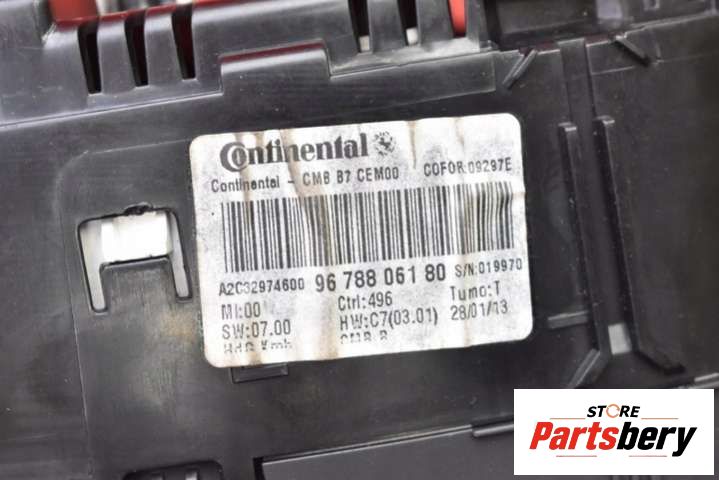 Continental
Continental - CMB B7 CEM00 COFOR:09297E
A2C32974600 96 788 061 80 S/N:019970
MI:00 Ctrl:496 Tumo:T
SW:07.00 HW:C7(03.01) 28/01/13
STORE
Partsbery